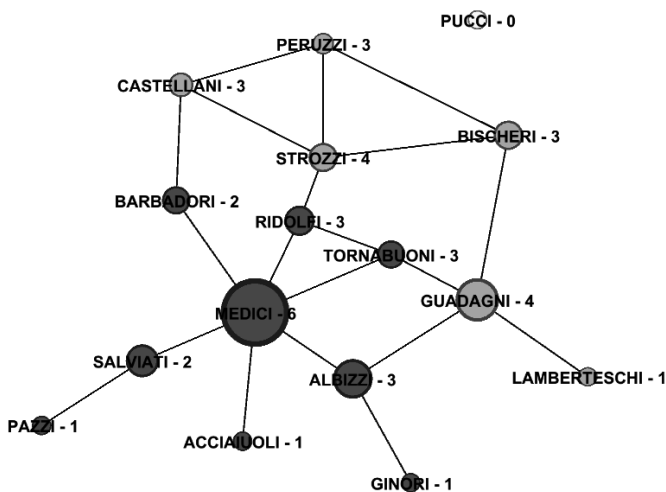 PUCCI - 0
PERUZZI - 3
CASTELLANI - 3
BISCHERI - 3
STROZZI - 4
BARBADORI - 2
RIDOLFI - 3
TORNABUONI - 3
GUADAGNI - 4
MEDICI - 6
SALVIATI - 2
ALBIZZI - 3
LAMBERTESCHI - 1
PAZZI - 1
ACCIAIUOLI - 1
GINORI - 1